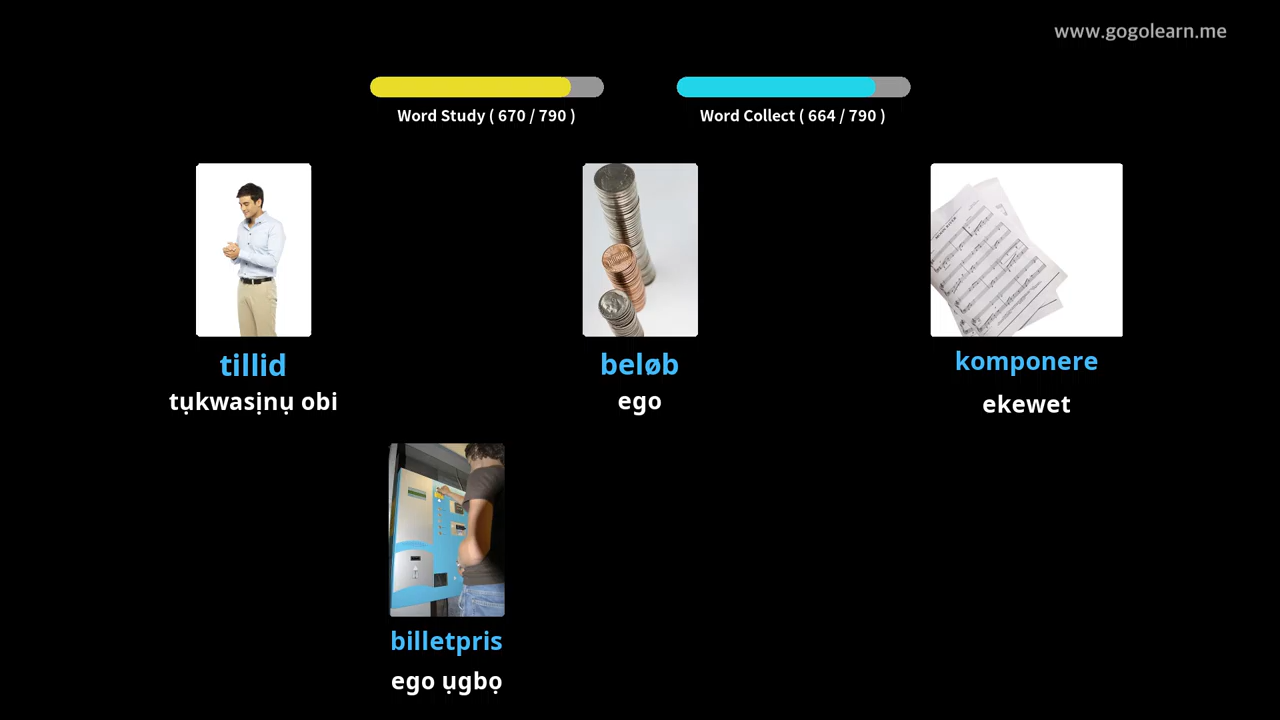 www.gogolearn.me
Word Study ( 670 / 790 )
Word Collect ( 664 / 790 )
tillid
tụkwasịnụ obi
beløb
ego
komponere
ekewet
billetpris
ego ụgbọ